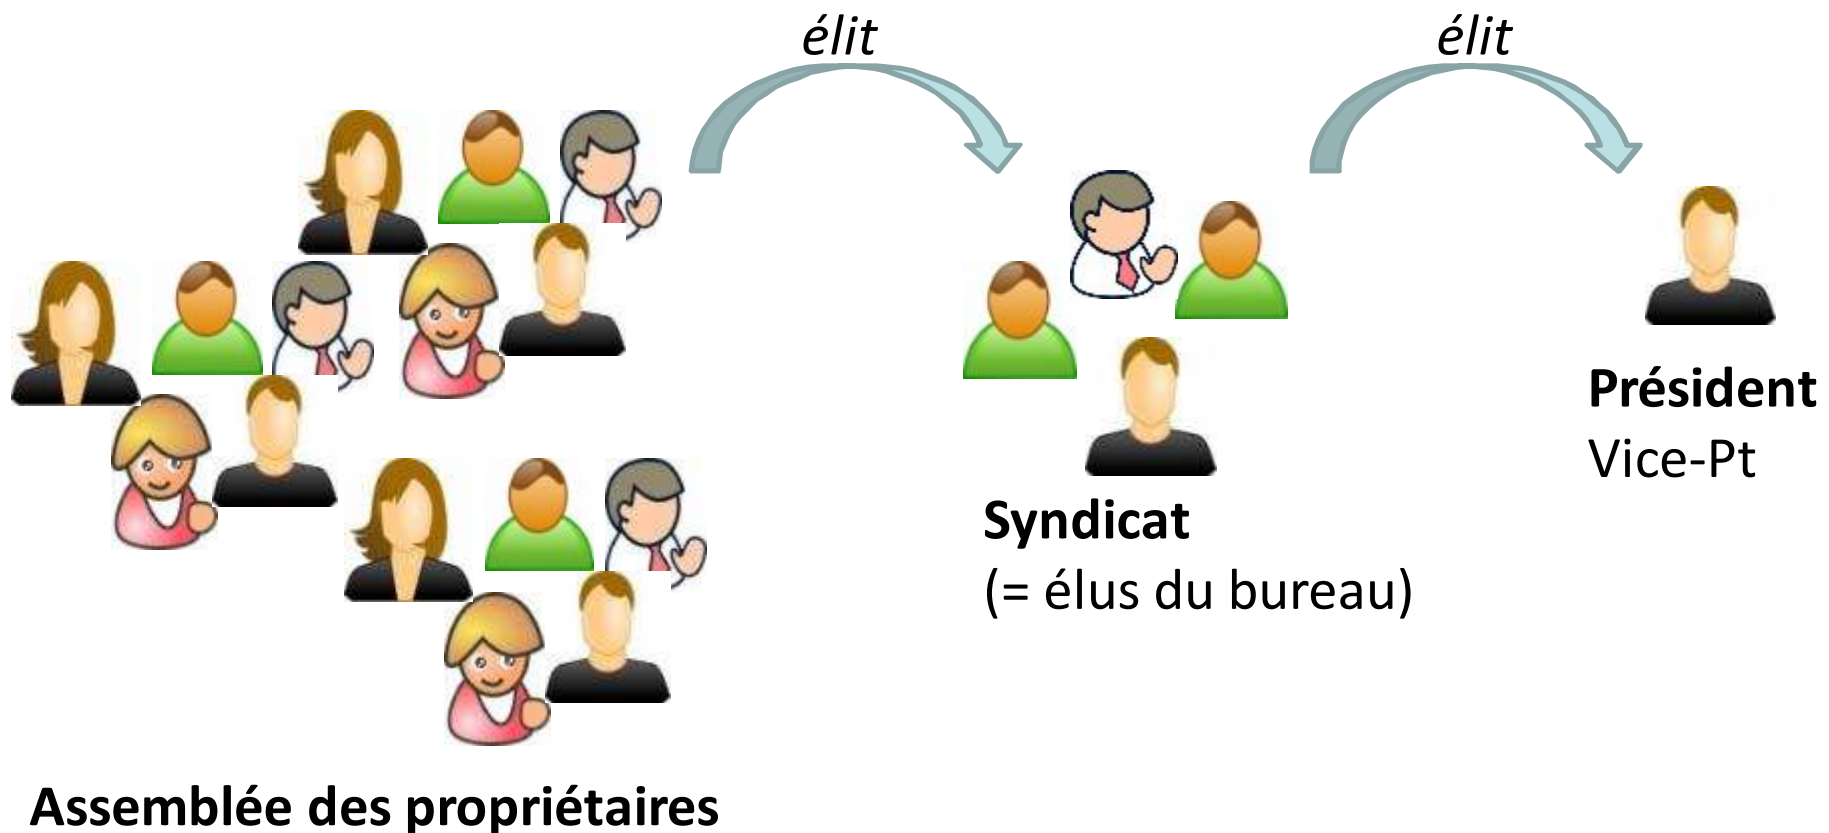 élit
élit
Président
Vice-Pt
Syndicat
(= élus du bureau)
Assemblée des propriétaires